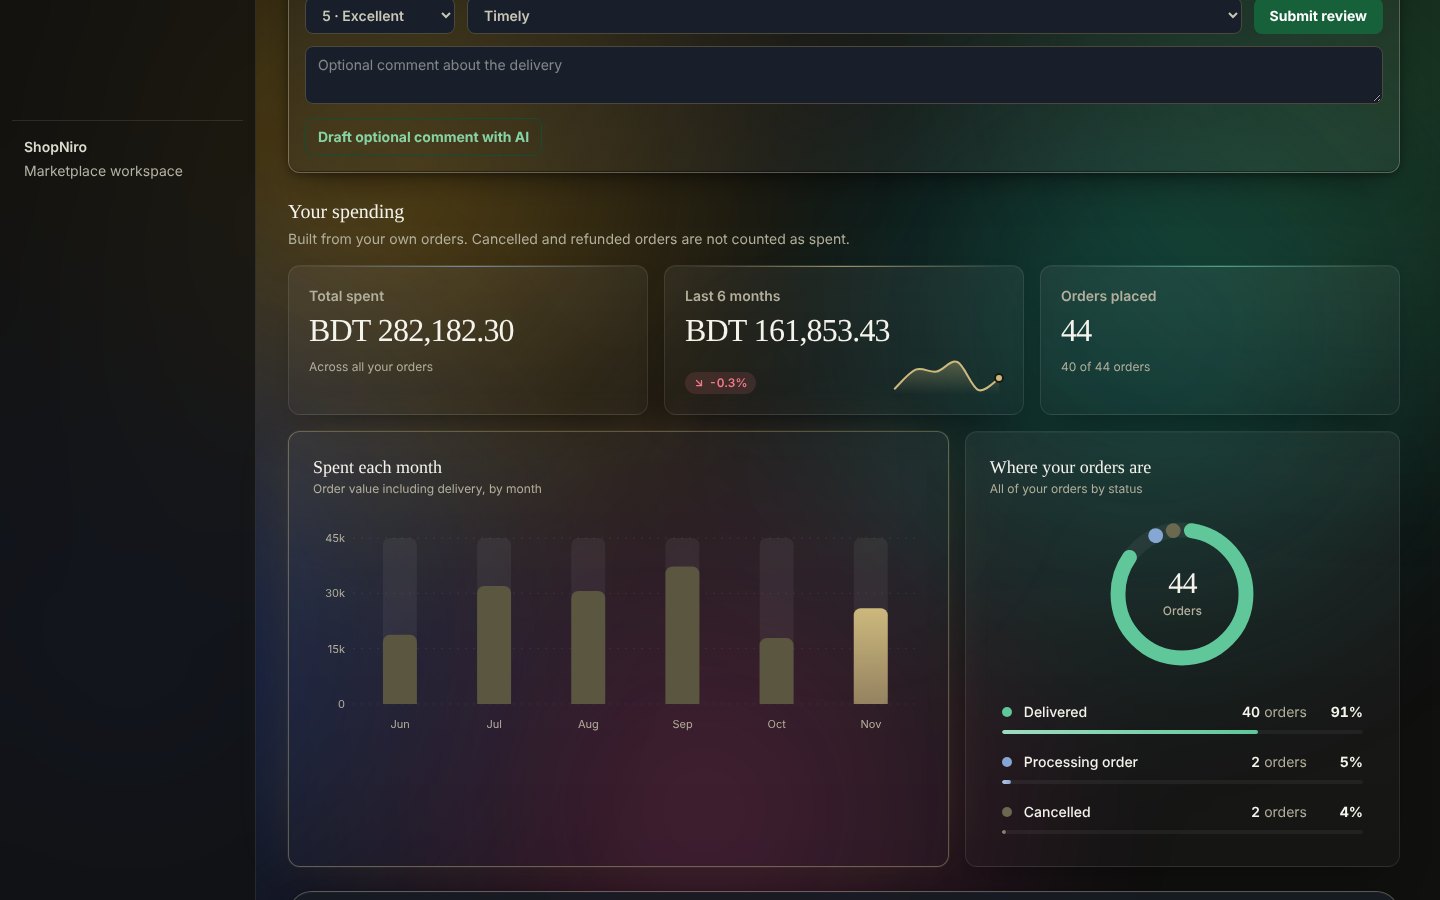 5 · Excellent
Timely
Submit review
Optional comment about the delivery
Draft optional comment with AI
ShopNiro
Marketplace workspace
Your spending
Built from your own orders. Cancelled and refunded orders are not counted as spent.
Total spent
BDT 282,182.30
Across all your orders
Last 6 months
BDT 161,853.43
↘ -0.3%
Orders placed
44
40 of 44 orders
Spent each month
Order value including delivery, by month
45k
30k
15k
0
Jun Jul Aug Sep Oct Nov
Where your orders are
All of your orders by status
44
Orders
Delivered 40 orders 91%
Processing order 2 orders 5%
Cancelled 2 orders 4%